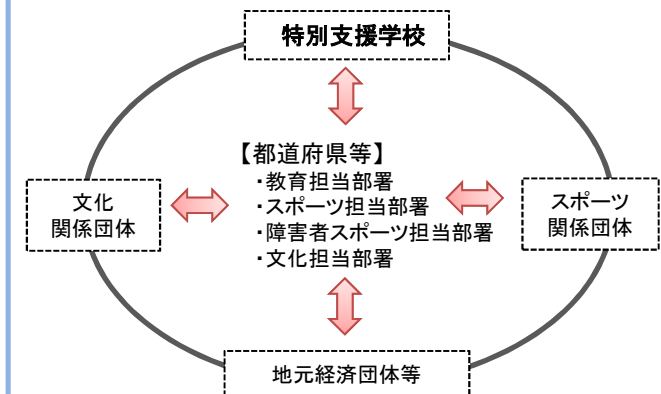 特別支援学校
【都道府県等】
・教育担当部署
・スポーツ担当部署
・障害者スポーツ担当部署
・文化担当部署
文化
関係団体
スポーツ
関係団体
地元経済団体等